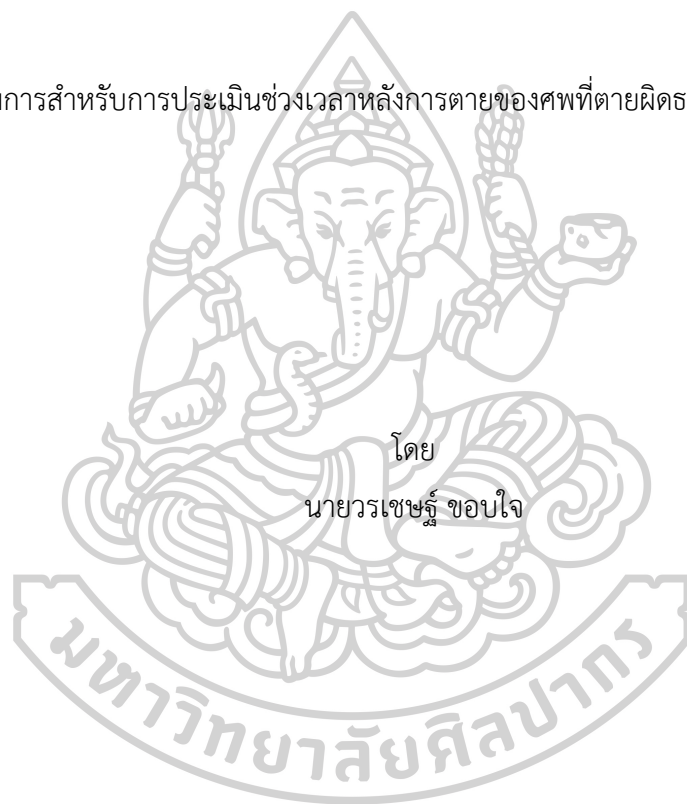 การสำหรับการประเมินช่วงเวลาหลังการตายของศพที่ตายผิดธ
โดย
นายวรเชษฐ์ ขอบใจ
มหาวิทยาลัยศิลปากร